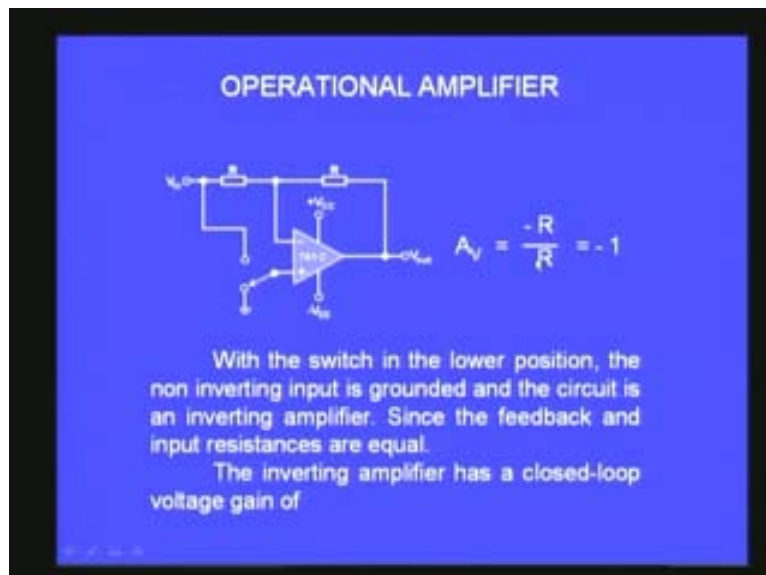 OPERATIONAL AMPLIFIER
R R
+V
-V
A_V = -R / R = - 1
With the switch in the lower position, the
non inverting input is grounded and the circuit is
an inverting amplifier. Since the feedback and
input resistances are equal.
The inverting amplifier has a closed-loop
voltage gain of